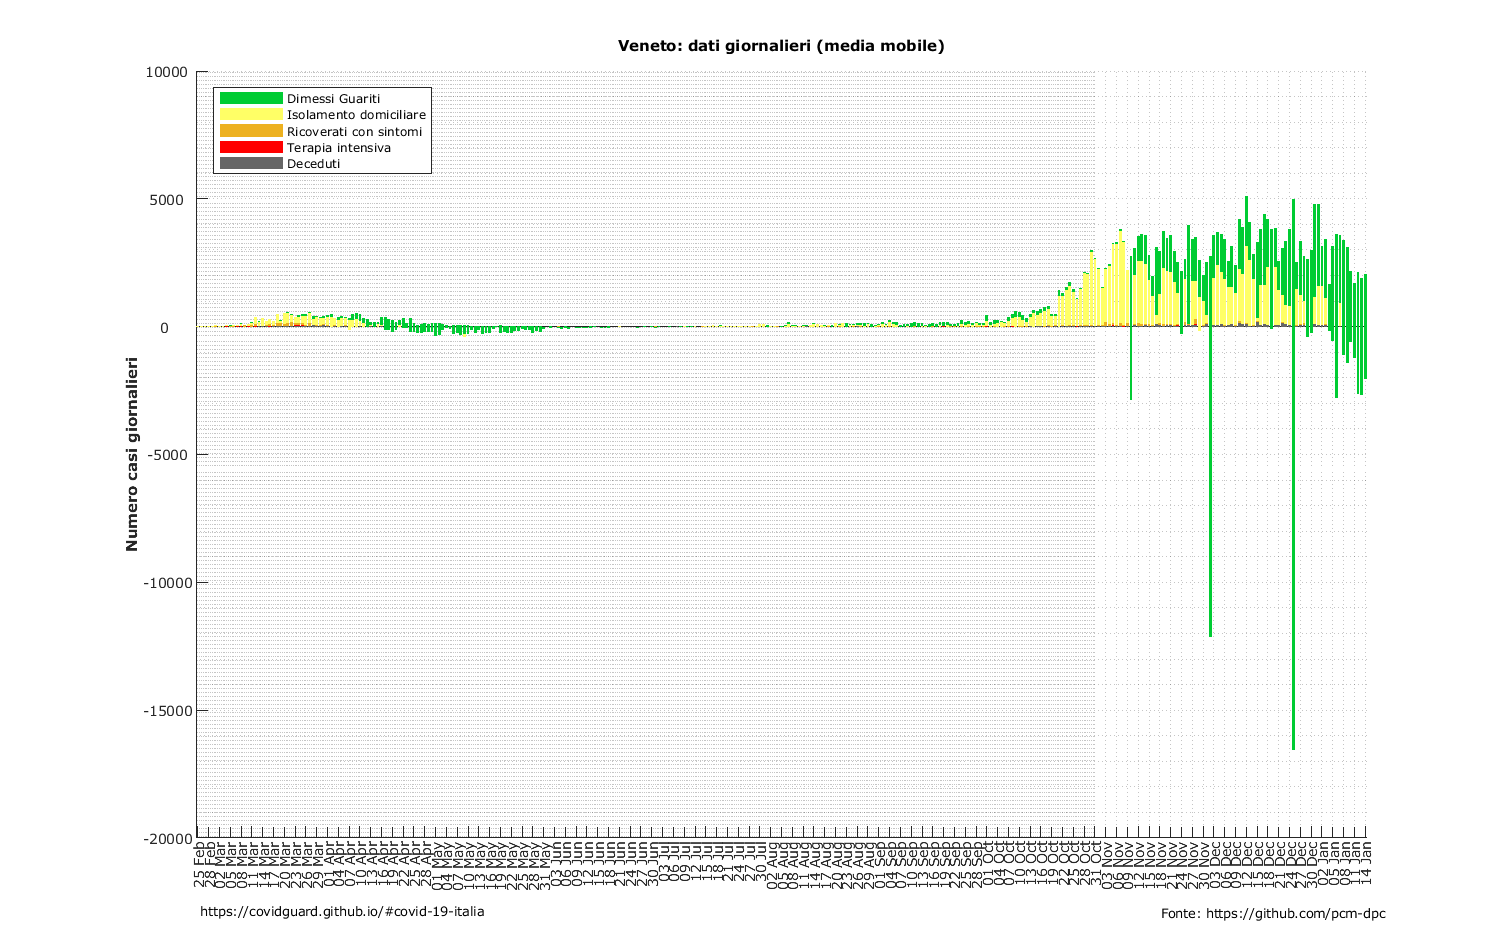 Veneto: dati giornalieri (media mobile)
Dimessi Guariti
Isolamento domiciliare
Ricoverati con sintomi
Terapia intensiva
Deceduti
Numero casi giornalieri
10000
5000
0
-5000
-10000
-15000
-20000
25 Feb
28 Feb
02 Mar
05 Mar
08 Mar
11 Mar
14 Mar
17 Mar
20 Mar
23 Mar
26 Mar
29 Mar
01 Apr
04 Apr
07 Apr
10 Apr
13 Apr
16 Apr
19 Apr
22 Apr
25 Apr
28 Apr
01 May
04 May
07 May
10 May
13 May
16 May
19 May
22 May
25 May
28 May
31 May
03 Jun
06 Jun
09 Jun
12 Jun
15 Jun
18 Jun
21 Jun
24 Jun
27 Jun
30 Jun
03 Jul
06 Jul
09 Jul
12 Jul
15 Jul
18 Jul
21 Jul
24 Jul
27 Jul
30 Jul
02 Aug
05 Aug
08 Aug
11 Aug
14 Aug
17 Aug
20 Aug
23 Aug
26 Aug
29 Aug
01 Sep
04 Sep
07 Sep
10 Sep
13 Sep
16 Sep
19 Sep
22 Sep
25 Sep
28 Sep
01 Oct
04 Oct
07 Oct
10 Oct
13 Oct
16 Oct
19 Oct
22 Oct
25 Oct
28 Oct
31 Oct
03 Nov
06 Nov
09 Nov
12 Nov
15 Nov
18 Nov
21 Nov
24 Nov
27 Nov
30 Nov
03 Dec
06 Dec
09 Dec
12 Dec
15 Dec
18 Dec
21 Dec
24 Dec
27 Dec
30 Dec
02 Jan
05 Jan
08 Jan
11 Jan
14 Jan
https://covidguard.github.io/#covid-19-italia
Fonte: https://github.com/pcm-dpc